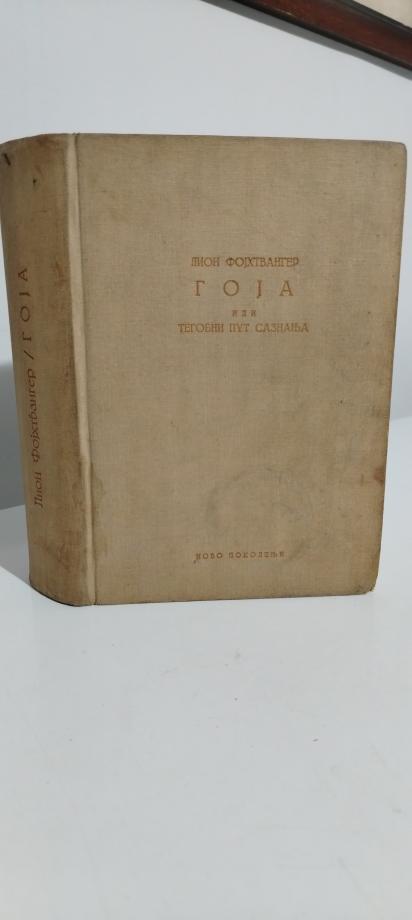 Лион Фојхтвангер / ГОЈА
ЛИОН ФОЈХТВАНГЕР
ГОЈА
ИЛИ
ТЕГОБНИ ПУТ САЗНАЊА
НОВО ПОКОЛЕЊЕ